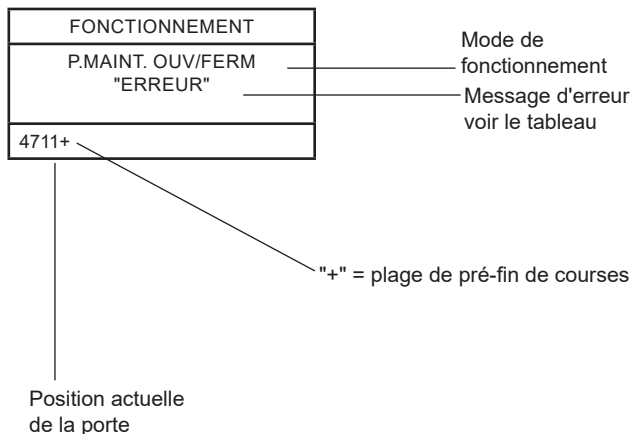 FONCTIONNEMENT
P.MAINT. OUV/FERM
"ERREUR"
4711+
Mode de
fonctionnement
Message d'erreur
voir le tableau
"+" = plage de pré-fin de courses
Position actuelle
de la porte